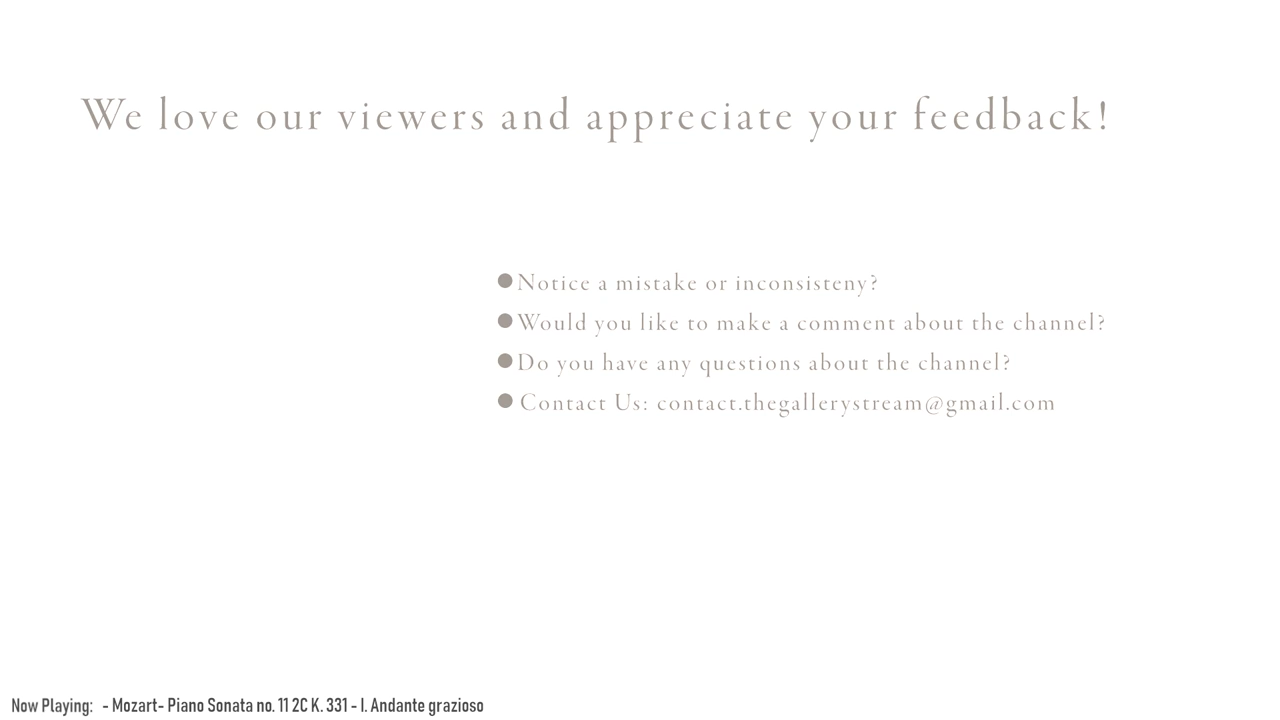 We love our viewers and appreciate your feedback!
● Notice a mistake or inconsisteny?
● Would you like to make a comment about the channel?
● Do you have any questions about the channel?
● Contact Us: contact.thegallerystream@gmail.com
Now Playing: - Mozart- Piano Sonata no. 11 2C K. 331 - I. Andante grazioso